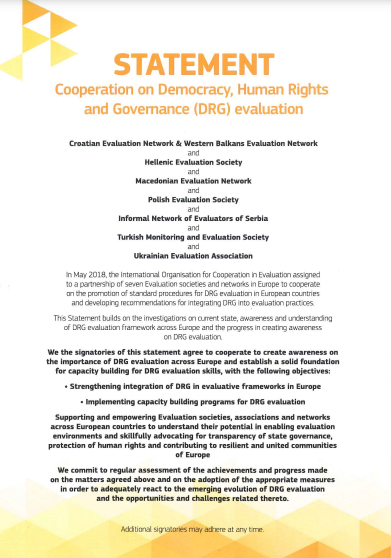 STATEMENT
Cooperation on Democracy, Human Rights
and Governance (DRG) evaluation
Croatian Evaluation Network & Western Balkans Evaluation Network
and
Hellenic Evaluation Society
and
Macedonian Evaluation Network
and
Polish Evaluation Society
and
Informal Network of Evaluators of Serbia
and
Turkish Monitoring and Evaluation Society
and
Ukrainian Evaluation Association
In May 2018, the International Organisation for Cooperation in Evaluation assigned
to a partnership of seven Evaluation societies and networks in Europe to cooperate
on the promotion of standard procedures for DRG evaluation in European countries
and developing recommendations for integrating DRG into evaluation practices.
This Statement builds on the investigations on current state, awareness and understanding
of DRG evaluation framework across Europe and the progress in creating awareness
on DRG evaluation.
We the signatories of this statement agree to cooperate to create awareness on
the importance of DRG evaluation across Europe and establish a solid foundation
for capacity building for DRG evaluation skills, with the following objectives:
• Strengthening integration of DRG in evaluative frameworks in Europe
• Implementing capacity building programs for DRG evaluation
Supporting and empowering Evaluation societies, associations and networks
across European countries to understand their potential in enabling evaluation
environments and skillfully advocating for transparency of state governance,
protection of human rights and contributing to resilient and united communities
of Europe
We commit to regular assessment of the achievements and progress made
on the matters agreed above and on the adoption of the appropriate measures
in order to adequately react to the emerging evolution of DRG evaluation
and the opportunities and challenges related thereto.
Additional signatories may adhere at any time.